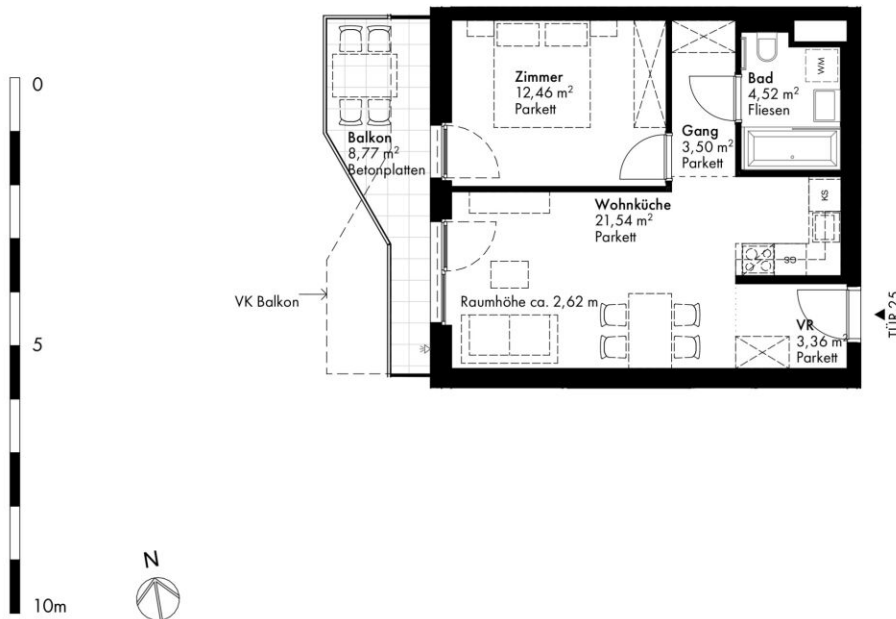 0
5
10m
N
Balkon
8,77 m²
Betonplatten
VK Balkon
Zimmer
12,46 m²
Parkett
Gang
3,50 m²
Parkett
Bad
4,52 m²
Fliesen
WM
Wohnküche
21,54 m²
Parkett
KS
GS
Raumhöhe ca. 2,62 m
VR
3,36 m²
Parkett
TÜR 25